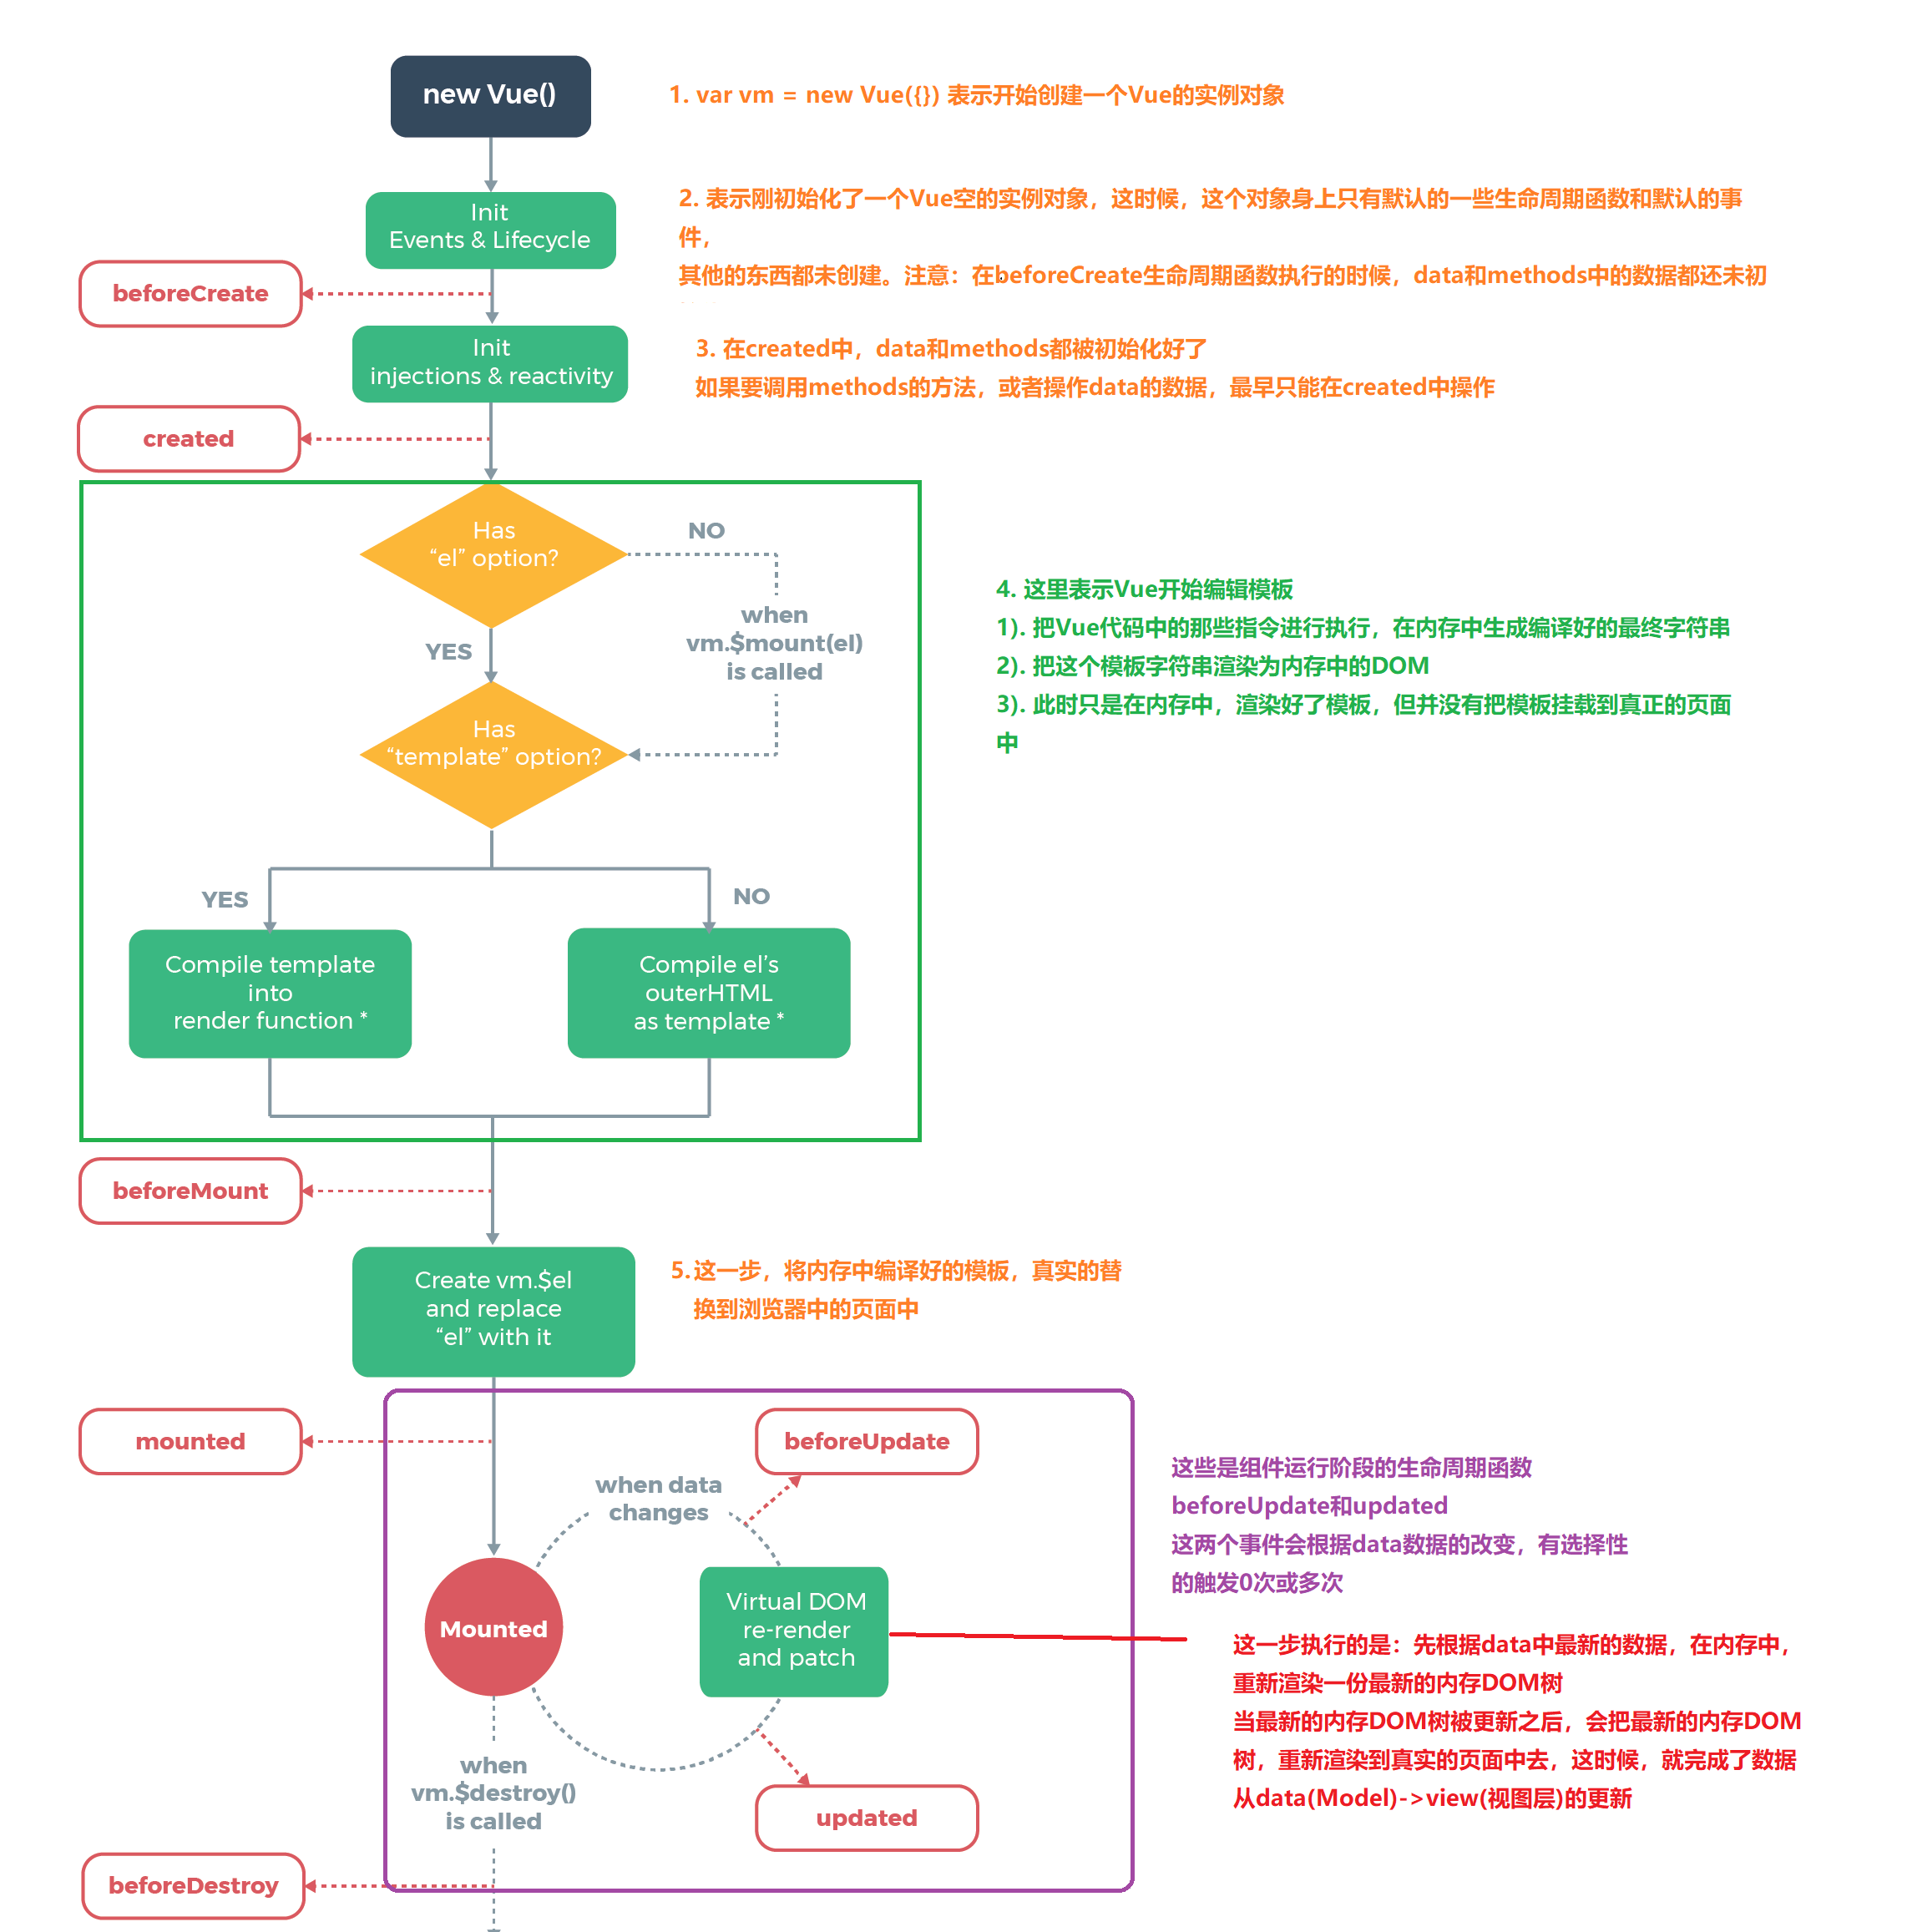 new Vue()
1. var vm = new Vue({}) 表示开始创建一个Vue的实例对象
Init
Events & Lifecycle
2. 表示刚初始化了一个Vue空的实例对象，这时候，这个对象身上只有默认的一些生命周期函数和默认的事
件，
其他的东西都未创建。注意：在beforeCreate生命周期函数执行的时候，data和methods中的数据都还未初
beforeCreate
Init
injections & reactivity
3. 在created中，data和methods都被初始化好了
如果要调用methods的方法，或者操作data的数据，最早只能在created中操作
created
Has
“el” option?
NO
when
vm.$mount(el)
is called
YES
4. 这里表示Vue开始编辑模板
1). 把Vue代码中的那些指令进行执行，在内存中生成编译好的最终字符串
2). 把这个模板字符串渲染为内存中的DOM
3). 此时只是在内存中，渲染好了模板，但并没有把模板挂载到真正的页面
中
Has
“template” option?
YES
NO
Compile template
into
render function *
Compile el’s
outerHTML
as template *
beforeMount
Create vm.$el
and replace
“el” with it
5. 这一步，将内存中编译好的模板，真实的替
换到浏览器中的页面中
mounted
beforeUpdate
when data
changes
这些是组件运行阶段的生命周期函数
beforeUpdate和updated
这两个事件会根据data数据的改变，有选择性
的触发0次或多次
Mounted
Virtual DOM
re-render
and patch
这一步执行的是：先根据data中最新的数据，在内存中，
重新渲染一份最新的内存DOM树
当最新的内存DOM树被更新之后，会把最新的内存DOM
树，重新渲染到真实的页面中去，这时候，就完成了数据
从data(Model)->view(视图层)的更新
when
vm.$destroy()
is called
updated
beforeDestroy